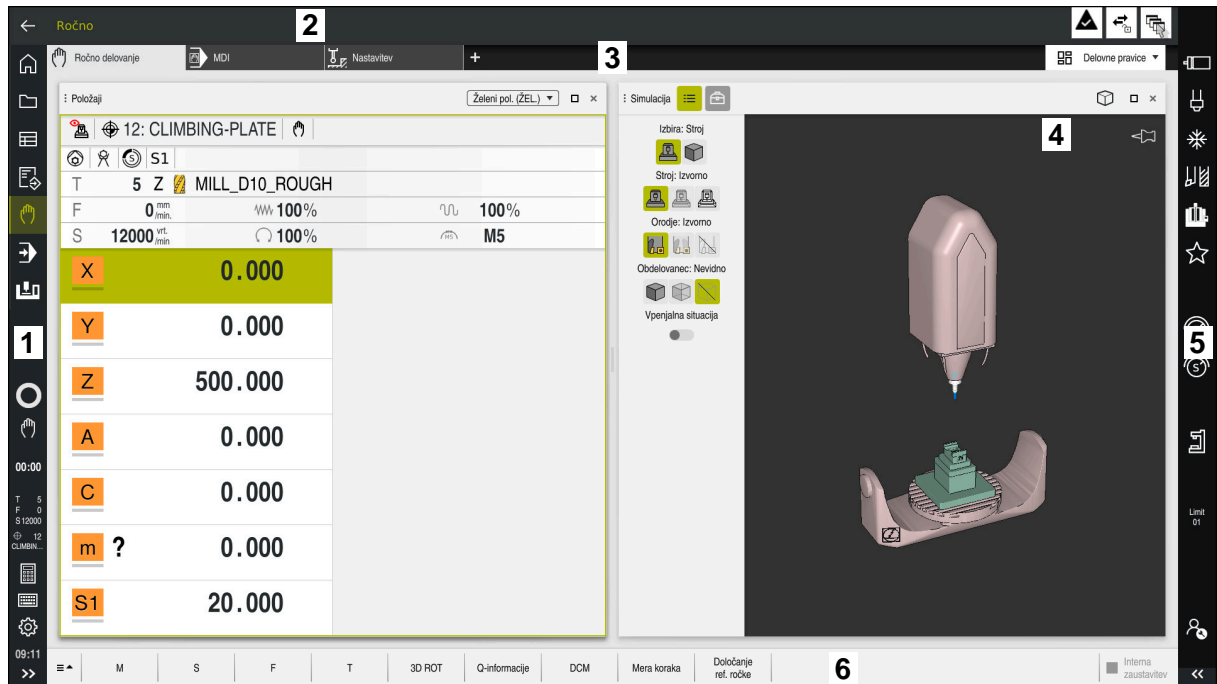 Ročno
2
Ročno delovanje
MDI
Nastavitev
+
3
Delovne pravice
Položaji
Želeni pol. (ŽEL.)
Simulacija
4
12: CLIMBING-PLATE
S1
T 5 Z MILL_D10_ROUGH
F 0 mm/min. 100% 100%
S 12000 vrt./min 100% M5
X 0.000
Y 0.000
Z 500.000
A 0.000
C 0.000
m ? 0.000
S1 20.000
Izbira: Stroj
Stroj: Izvorno
Orodje: Izvorno
Obdelovanec: Nevidno
Vpenjalna situacija
1
00:00
T 5
F 0
S 12000
12
CLIMBIN...
09:11
5
Limit
01
M
S
F
T
3D ROT
Q-informacije
DCM
Mera koraka
Določanje
ref. ročke
6
Interna
zaustavitev